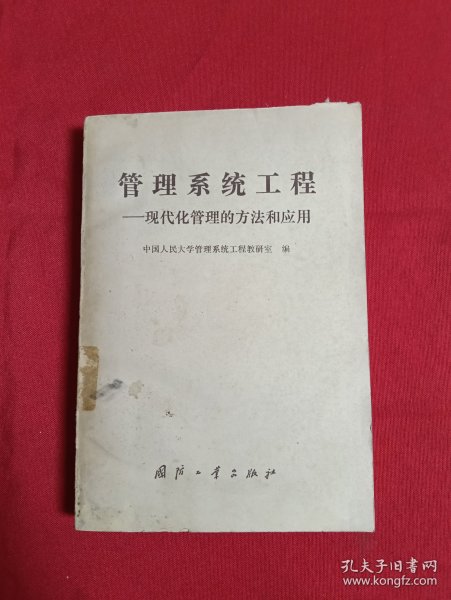 管理系统工程
——现代化管理的方法和应用
中国人民大学管理系统工程教研室 编
国防工业出版社
孔夫子旧书网
www.kongfz.com